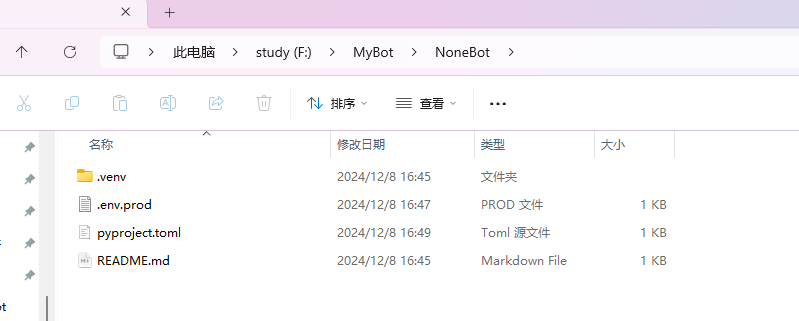 此电脑 study (F:) MyBot NoneBot
排序 查看
名称 修改日期 类型 大小
.venv 2024/12/8 16:45 文件夹
.env.prod 2024/12/8 16:47 PROD 文件 1 KB
pyproject.toml 2024/12/8 16:49 Toml 源文件 1 KB
README.md 2024/12/8 16:45 Markdown File 1 KB